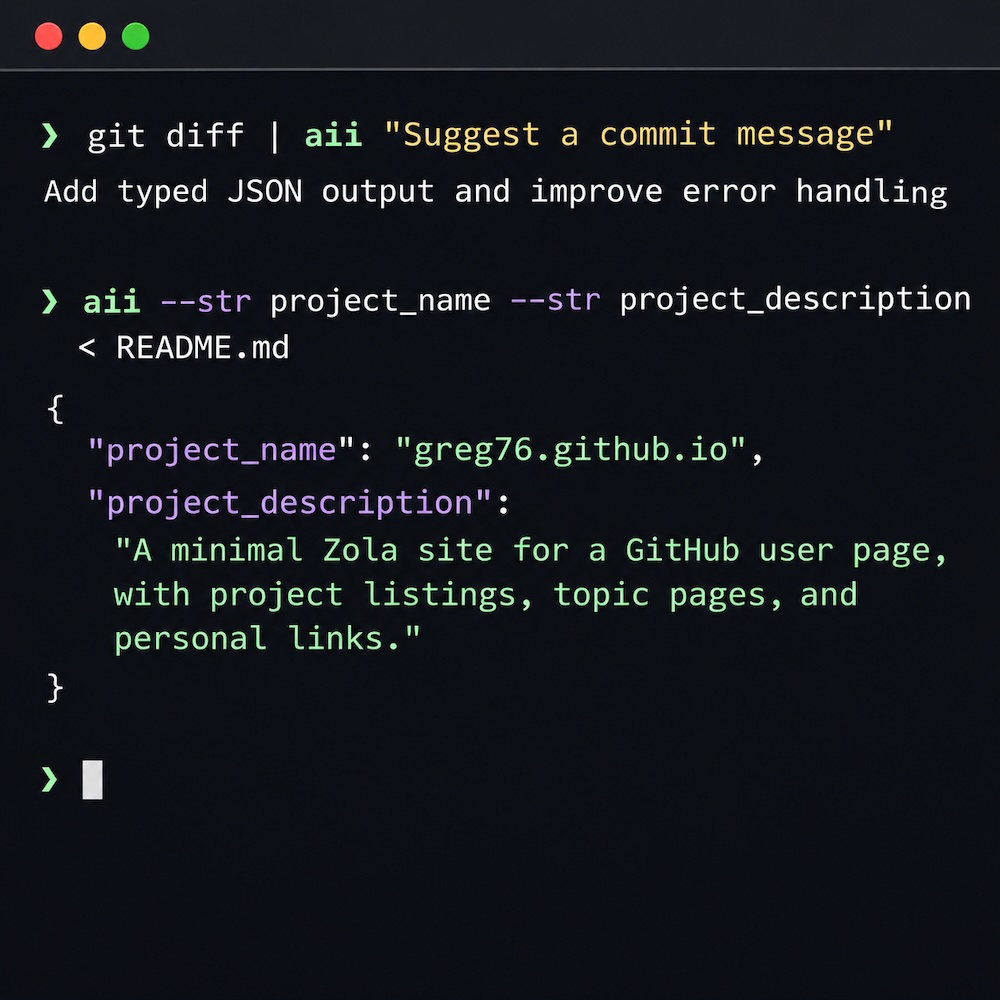 ❯ git diff | aii "Suggest a commit message"
Add typed JSON output and improve error handling
❯ aii --str project_name --str project_description
< README.md
{
"project_name": "greg76.github.io",
"project_description":
"A minimal Zola site for a GitHub user page,
with project listings, topic pages, and
personal links."
}
❯